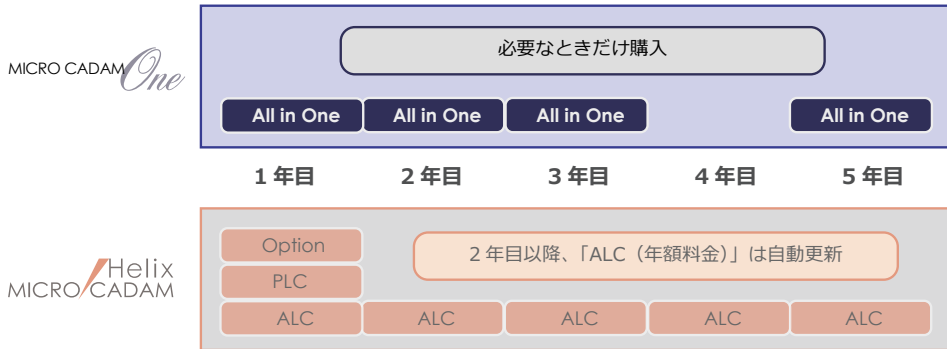 必要なときだけ購入
MICRO CADAM One
All in One All in One All in One All in One
1年目 2年目 3年目 4年目 5年目
Option
2年目以降、「ALC（年額料金）」は自動更新
Helix
PLC
MICRO CADAM
ALC ALC ALC ALC ALC